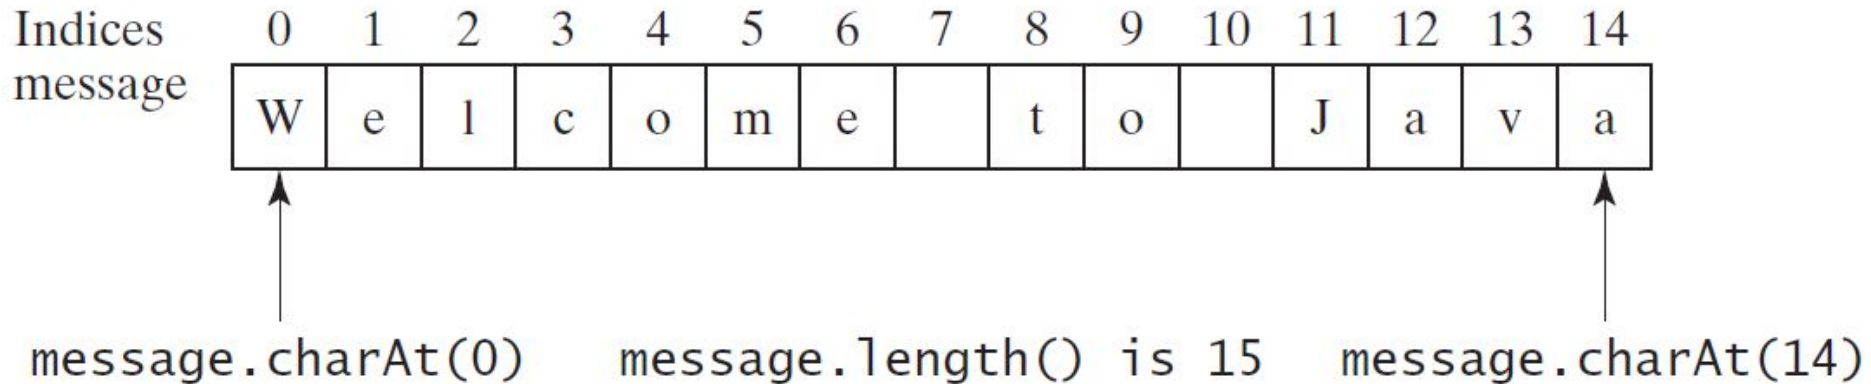 Indices 0 1 2 3 4 5 6 7 8 9 10 11 12 13 14
message W e l c o m e t o J a v a
message.charAt(0) message.length() is 15 message.charAt(14)